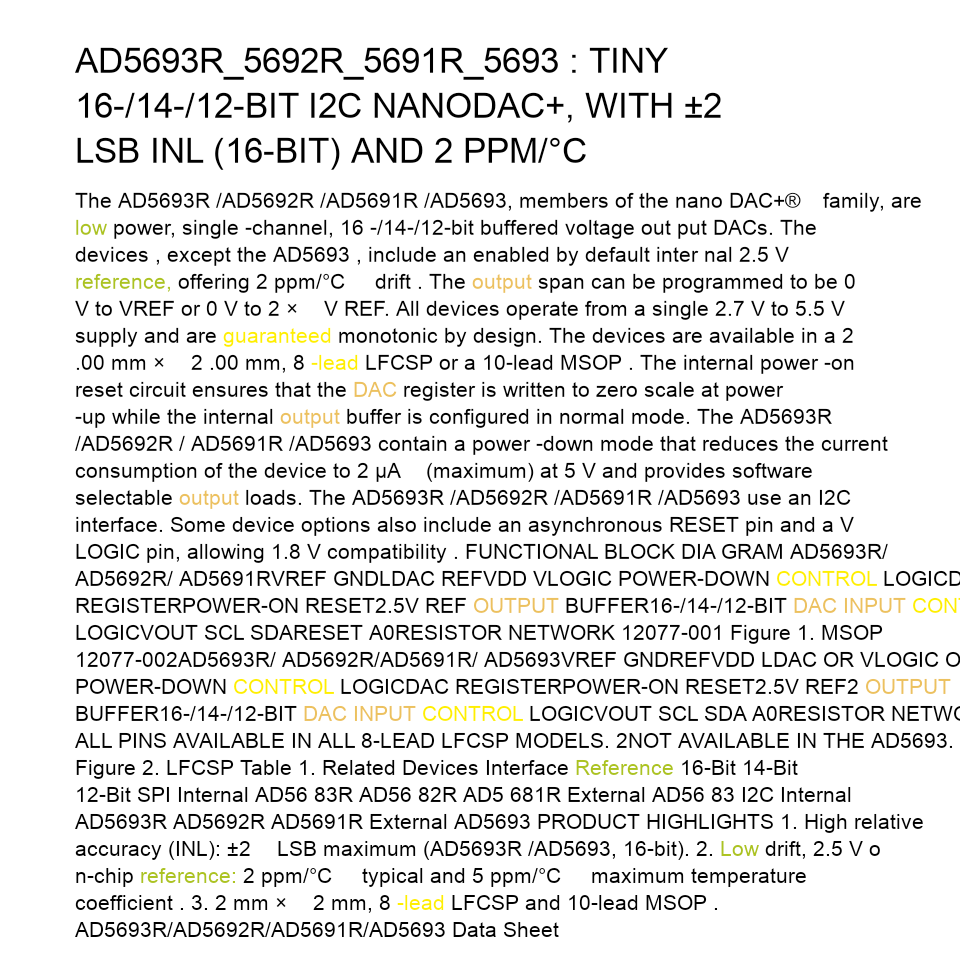 AD5693R_5692R_5691R_5693 : TINY
16-/14-/12-BIT I2C NANODAC+, WITH ±2
LSB INL (16-BIT) AND 2 PPM/°C
The AD5693R /AD5692R /AD5691R /AD5693, members of the nano DAC+® family, are
low power, single -channel, 16 -/14-/12-bit buffered voltage out put DACs. The
devices , except the AD5693 , include an enabled by default inter nal 2.5 V
reference, offering 2 ppm/°C drift . The output span can be programmed to be 0
V to VREF or 0 V to 2 × V REF. All devices operate from a single 2.7 V to 5.5 V
supply and are guaranteed monotonic by design. The devices are available in a 2
.00 mm × 2 .00 mm, 8 -lead LFCSP or a 10-lead MSOP . The internal power -on
reset circuit ensures that the DAC register is written to zero scale at power
-up while the internal output buffer is configured in normal mode. The AD5693R
/AD5692R / AD5691R /AD5693 contain a power -down mode that reduces the current
consumption of the device to 2 µA (maximum) at 5 V and provides software
selectable output loads. The AD5693R /AD5692R /AD5691R /AD5693 use an I2C
interface. Some device options also include an asynchronous RESET pin and a V
LOGIC pin, allowing 1.8 V compatibility . FUNCTIONAL BLOCK DIA GRAM AD5693R/
AD5692R/ AD5691RVREF GNDLDAC REFVDD VLOGIC POWER-DOWN CONTROL LOGICD
REGISTERPOWER-ON RESET2.5V REF OUTPUT BUFFER16-/14-/12-BIT DAC INPUT CON
LOGICVOUT SCL SDARESET A0RESISTOR NETWORK 12077-001 Figure 1. MSOP
12077-002AD5693R/ AD5692R/AD5691R/ AD5693VREF GNDREFVDD LDAC OR VLOGIC O
POWER-DOWN CONTROL LOGICDAC REGISTERPOWER-ON RESET2.5V REF2 OUTPUT
BUFFER16-/14-/12-BIT DAC INPUT CONTROL LOGICVOUT SCL SDA A0RESISTOR NETWO
ALL PINS AVAILABLE IN ALL 8-LEAD LFCSP MODELS. 2NOT AVAILABLE IN THE AD5693.
Figure 2. LFCSP Table 1. Related Devices Interface Reference 16-Bit 14-Bit
12-Bit SPI Internal AD56 83R AD56 82R AD5 681R External AD56 83 I2C Internal
AD5693R AD5692R AD5691R External AD5693 PRODUCT HIGHLIGHTS 1. High relative
accuracy (INL): ±2 LSB maximum (AD5693R /AD5693, 16-bit). 2. Low drift, 2.5 V o
n-chip reference: 2 ppm/°C typical and 5 ppm/°C maximum temperature
coefficient . 3. 2 mm × 2 mm, 8 -lead LFCSP and 10-lead MSOP .
AD5693R/AD5692R/AD5691R/AD5693 Data Sheet